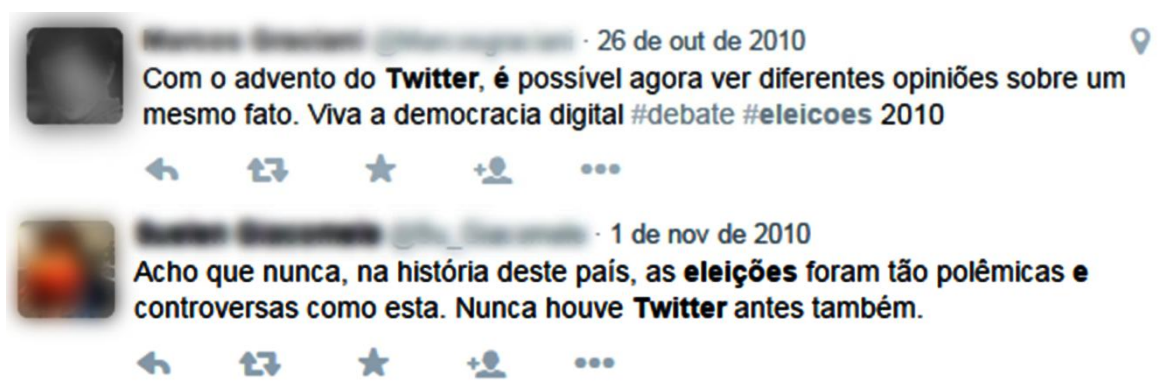 · 26 de out de 2010
Com o advento do Twitter, é possível agora ver diferentes opiniões sobre um
mesmo fato. Viva a democracia digital #debate #eleicoes 2010
· 1 de nov de 2010
Acho que nunca, na história deste país, as eleições foram tão polêmicas e
controversas como esta. Nunca houve Twitter antes também.